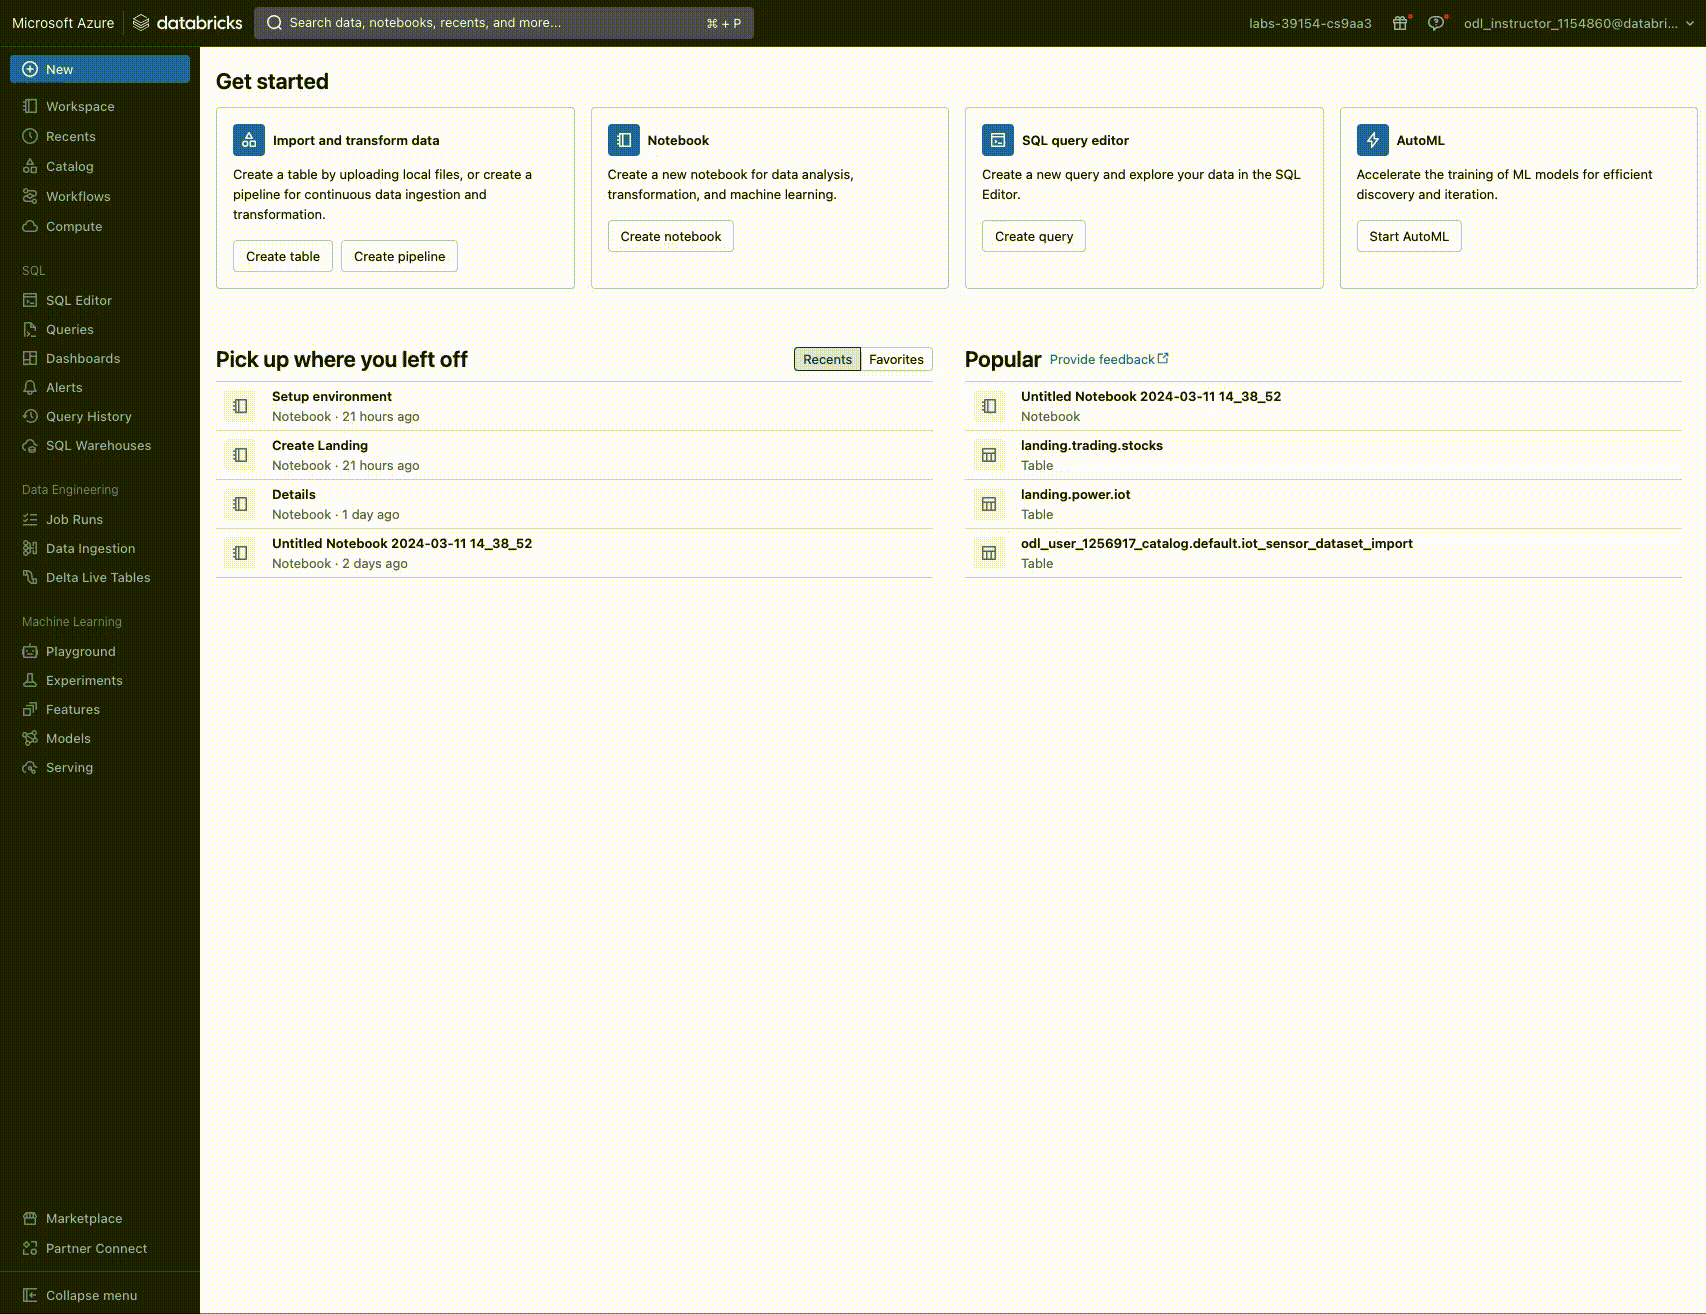 Microsoft Azure databricks Search data, notebooks, recents, and more... ⌘ + P labs-39154-cs9aa3 odl_instructor_1154860@databri...
New
Workspace
Recents
Catalog
Workflows
Compute
SQL
SQL Editor
Queries
Dashboards
Alerts
Query History
SQL Warehouses
Data Engineering
Job Runs
Data Ingestion
Delta Live Tables
Machine Learning
Playground
Experiments
Features
Models
Serving
Marketplace
Partner Connect
Collapse menu
Get started
Import and transform data
Create a table by uploading local files, or create a
pipeline for continuous data ingestion and
transformation.
Create table Create pipeline
Notebook
Create a new notebook for data analysis,
transformation, and machine learning.
Create notebook
SQL query editor
Create a new query and explore your data in the SQL
Editor.
Create query
AutoML
Accelerate the training of ML models for efficient
discovery and iteration.
Start AutoML
Pick up where you left off Recents Favorites
Setup environment
Notebook · 21 hours ago
Create Landing
Notebook · 21 hours ago
Details
Notebook · 1 day ago
Untitled Notebook 2024-03-11 14_38_52
Notebook · 2 days ago
Popular Provide feedback
Untitled Notebook 2024-03-11 14_38_52
Notebook
landing.trading.stocks
Table
landing.power.iot
Table
odl_user_1256917_catalog.default.iot_sensor_dataset_import
Table